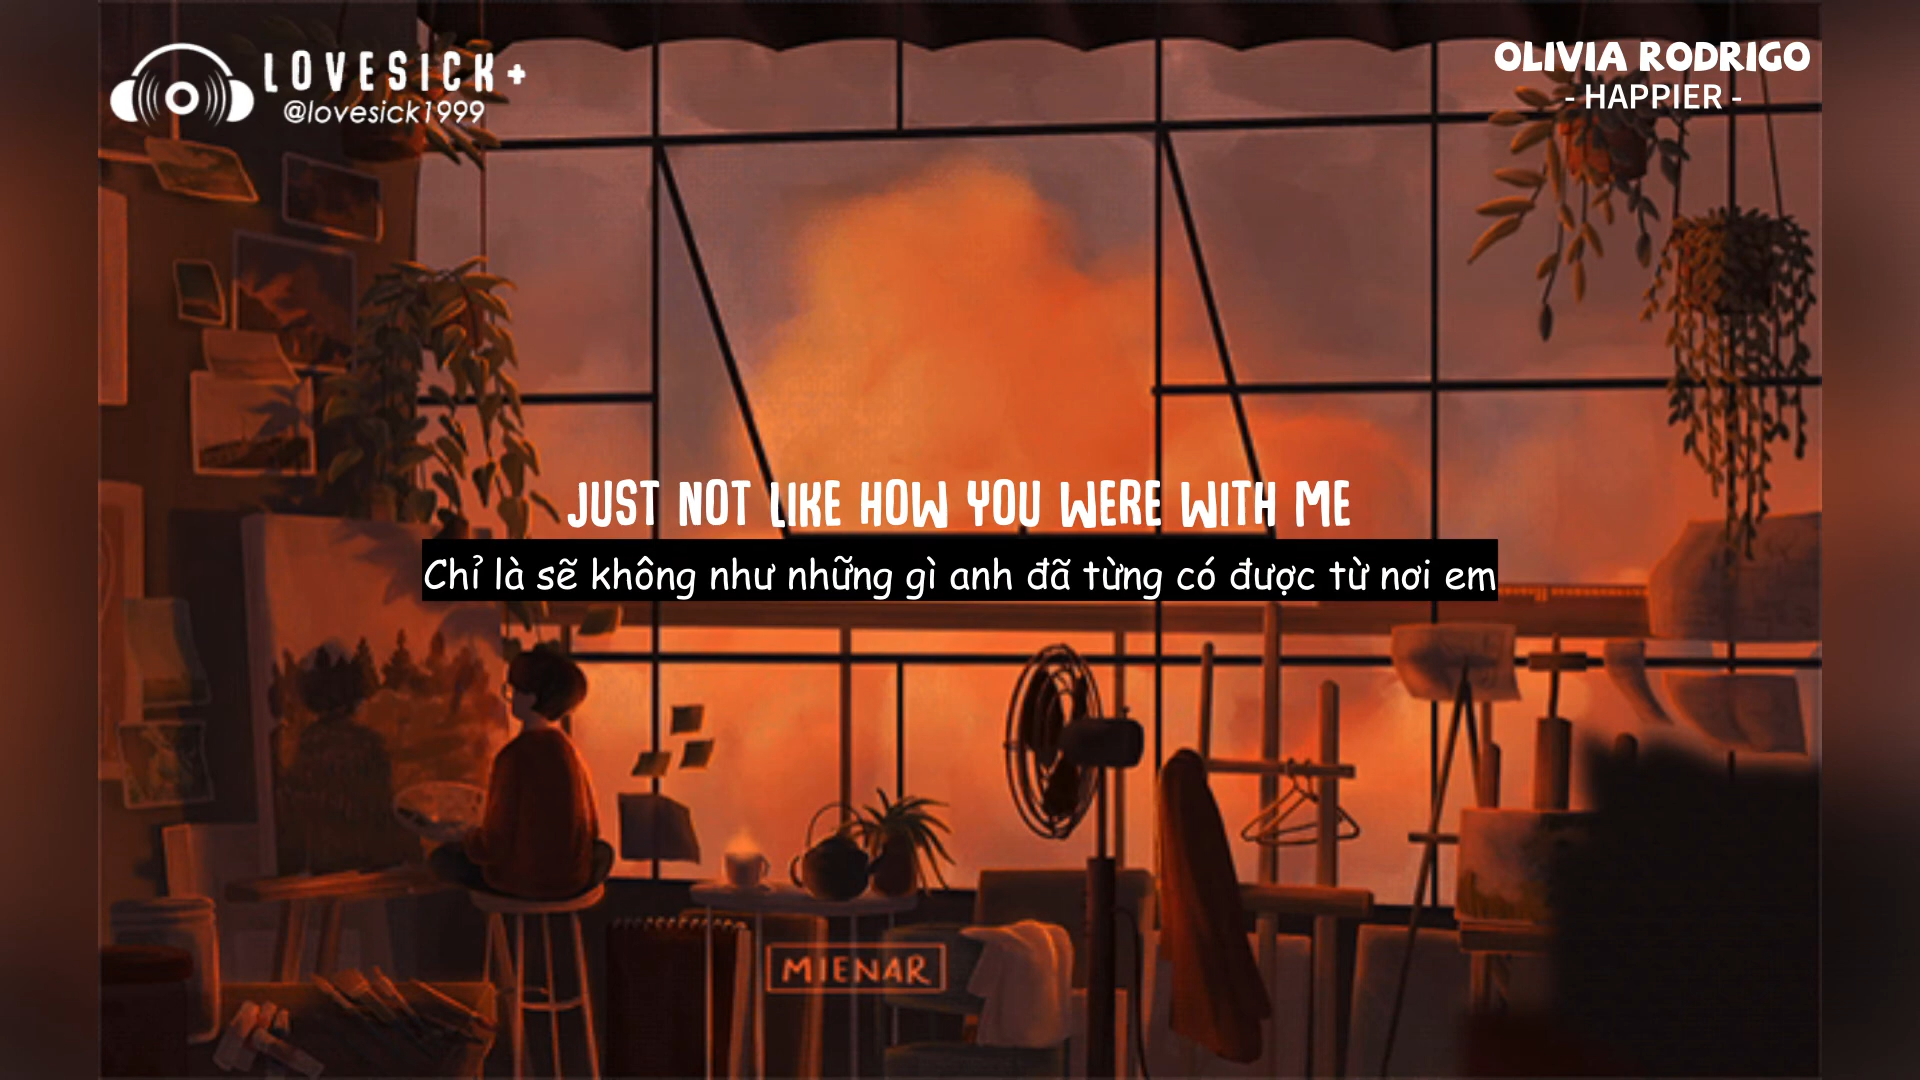 LOVESICK+
@lovesick1999
OLIVIA RODRIGO
- HAPPIER -
JUST NOT LIKE HOW YOU WERE WITH ME
Chỉ là sẽ không như những gì anh đã từng có được từ nơi em
MIENAR